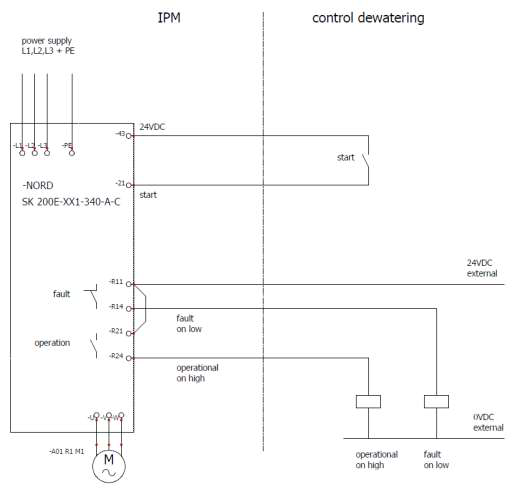 IPM
control dewatering
power supply
L1,L2,L3 + PE
24VDC
-43
-L1
-L2
-L3
-PE
start
-21
start
-NORD
SK 200E-XX1-340-A-C
24VDC
external
-R11
fault
-R14
fault
on low
-R21
operation
-R24
operational
on high
0VDC
external
-U
-V
-W
-A01 R1 M1
M
operational
on high
fault
on low